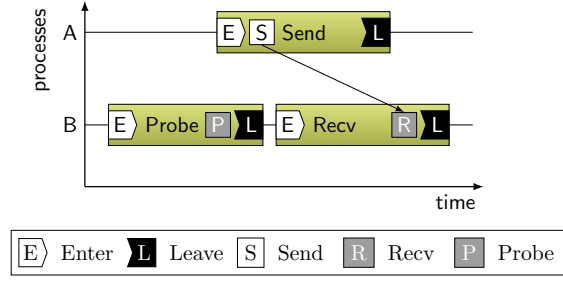 processes
A E S Send L
B E Probe P L E Recv R L
time
E Enter L Leave S Send R Recv P Probe